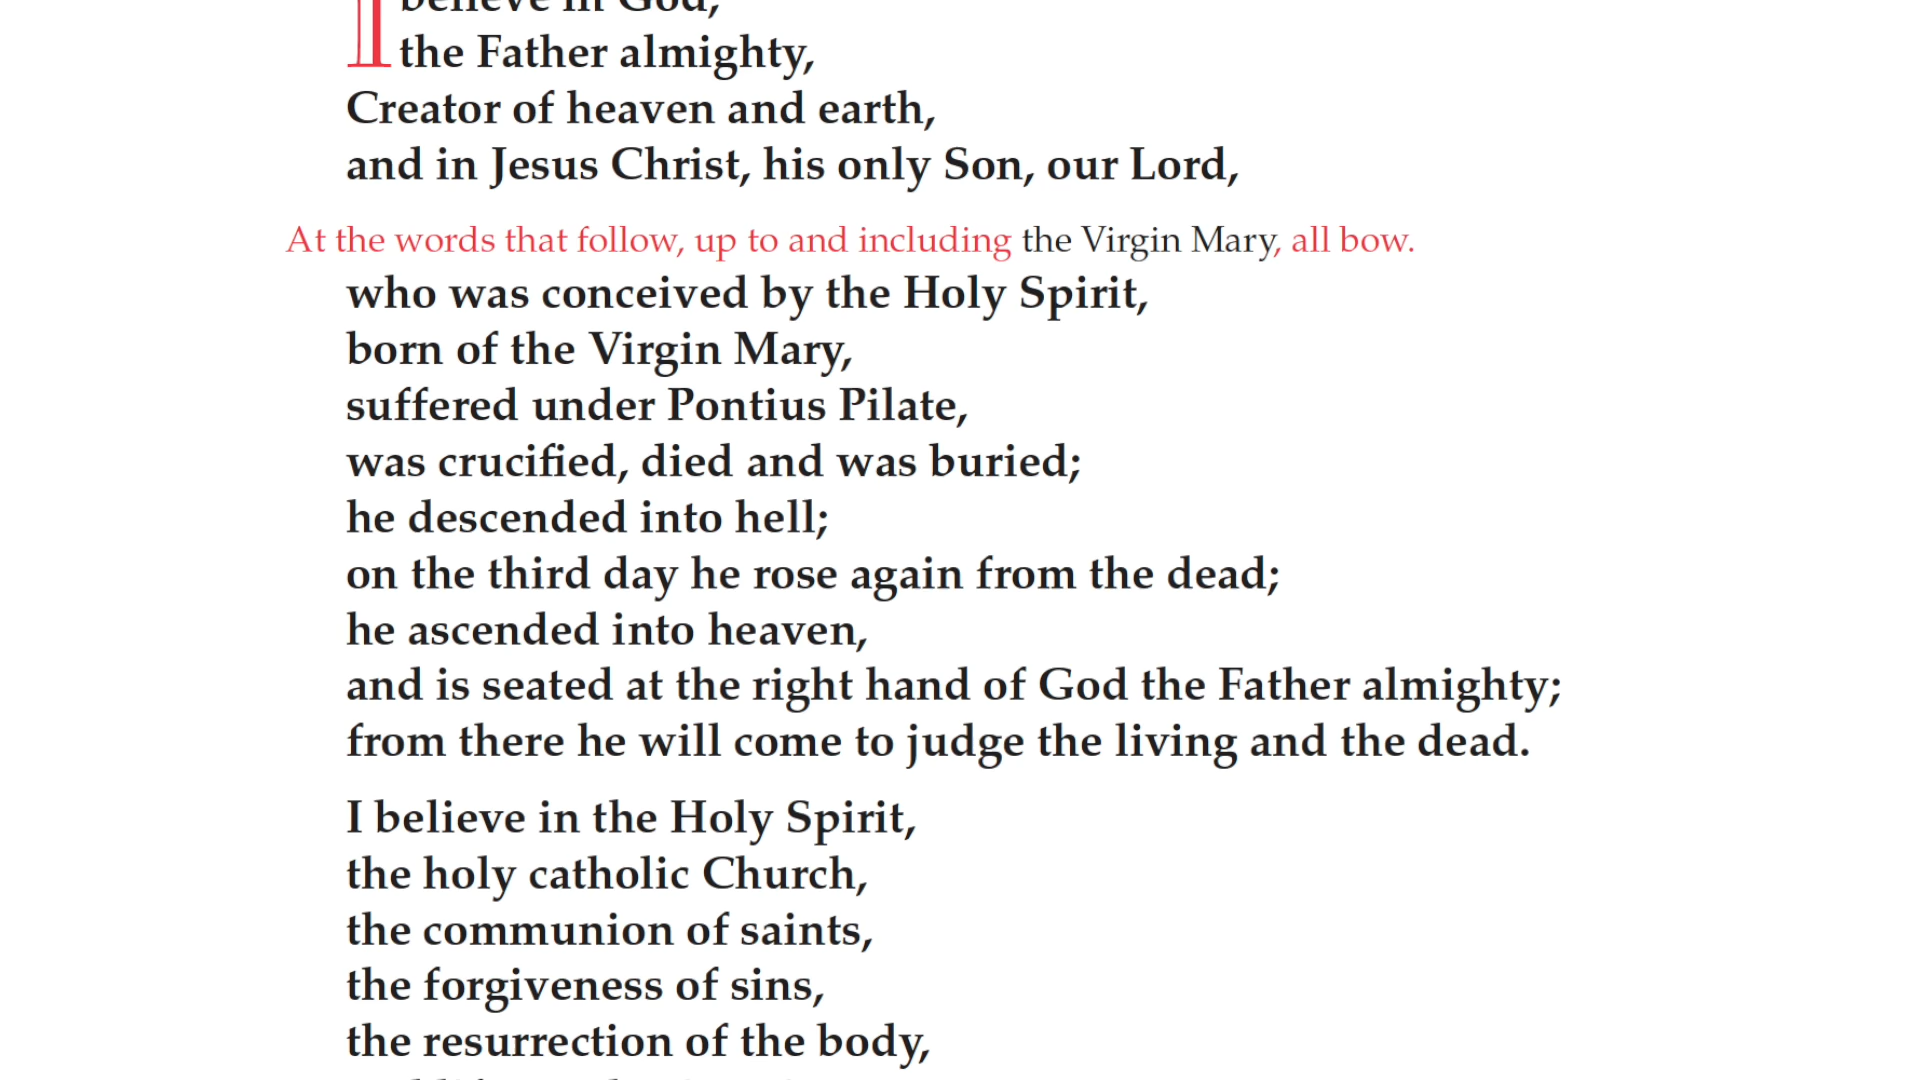 I believe in God,
the Father almighty,
Creator of heaven and earth,
and in Jesus Christ, his only Son, our Lord,
At the words that follow, up to and including the Virgin Mary, all bow.
who was conceived by the Holy Spirit,
born of the Virgin Mary,
suffered under Pontius Pilate,
was crucified, died and was buried;
he descended into hell;
on the third day he rose again from the dead;
he ascended into heaven,
and is seated at the right hand of God the Father almighty;
from there he will come to judge the living and the dead.
I believe in the Holy Spirit,
the holy catholic Church,
the communion of saints,
the forgiveness of sins,
the resurrection of the body,